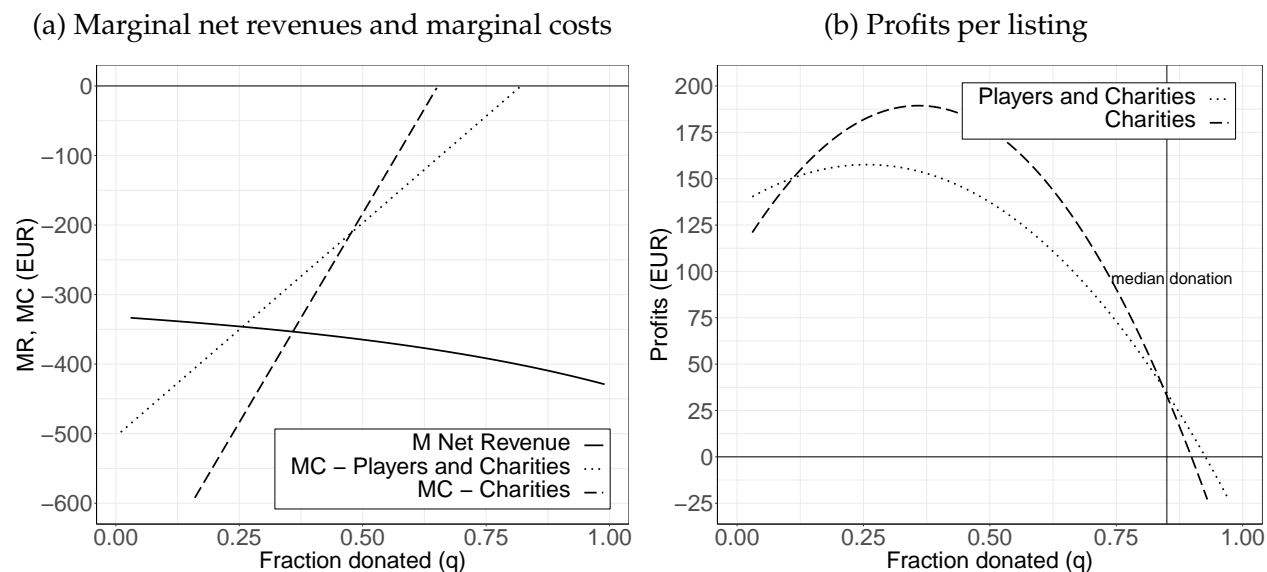 (a) Marginal net revenues and marginal costs
MR, MC (EUR)
0
−100
−200
−300
−400
−500
−600
M Net Revenue
MC − Players and Charities
MC − Charities
0.00 0.25 0.50 0.75 1.00
Fraction donated (q)
(b) Profits per listing
Profits (EUR)
200
175
150
125
100
75
50
25
0
−25
Players and Charities
Charities
median donation
0.00 0.25 0.50 0.75 1.00
Fraction donated (q)